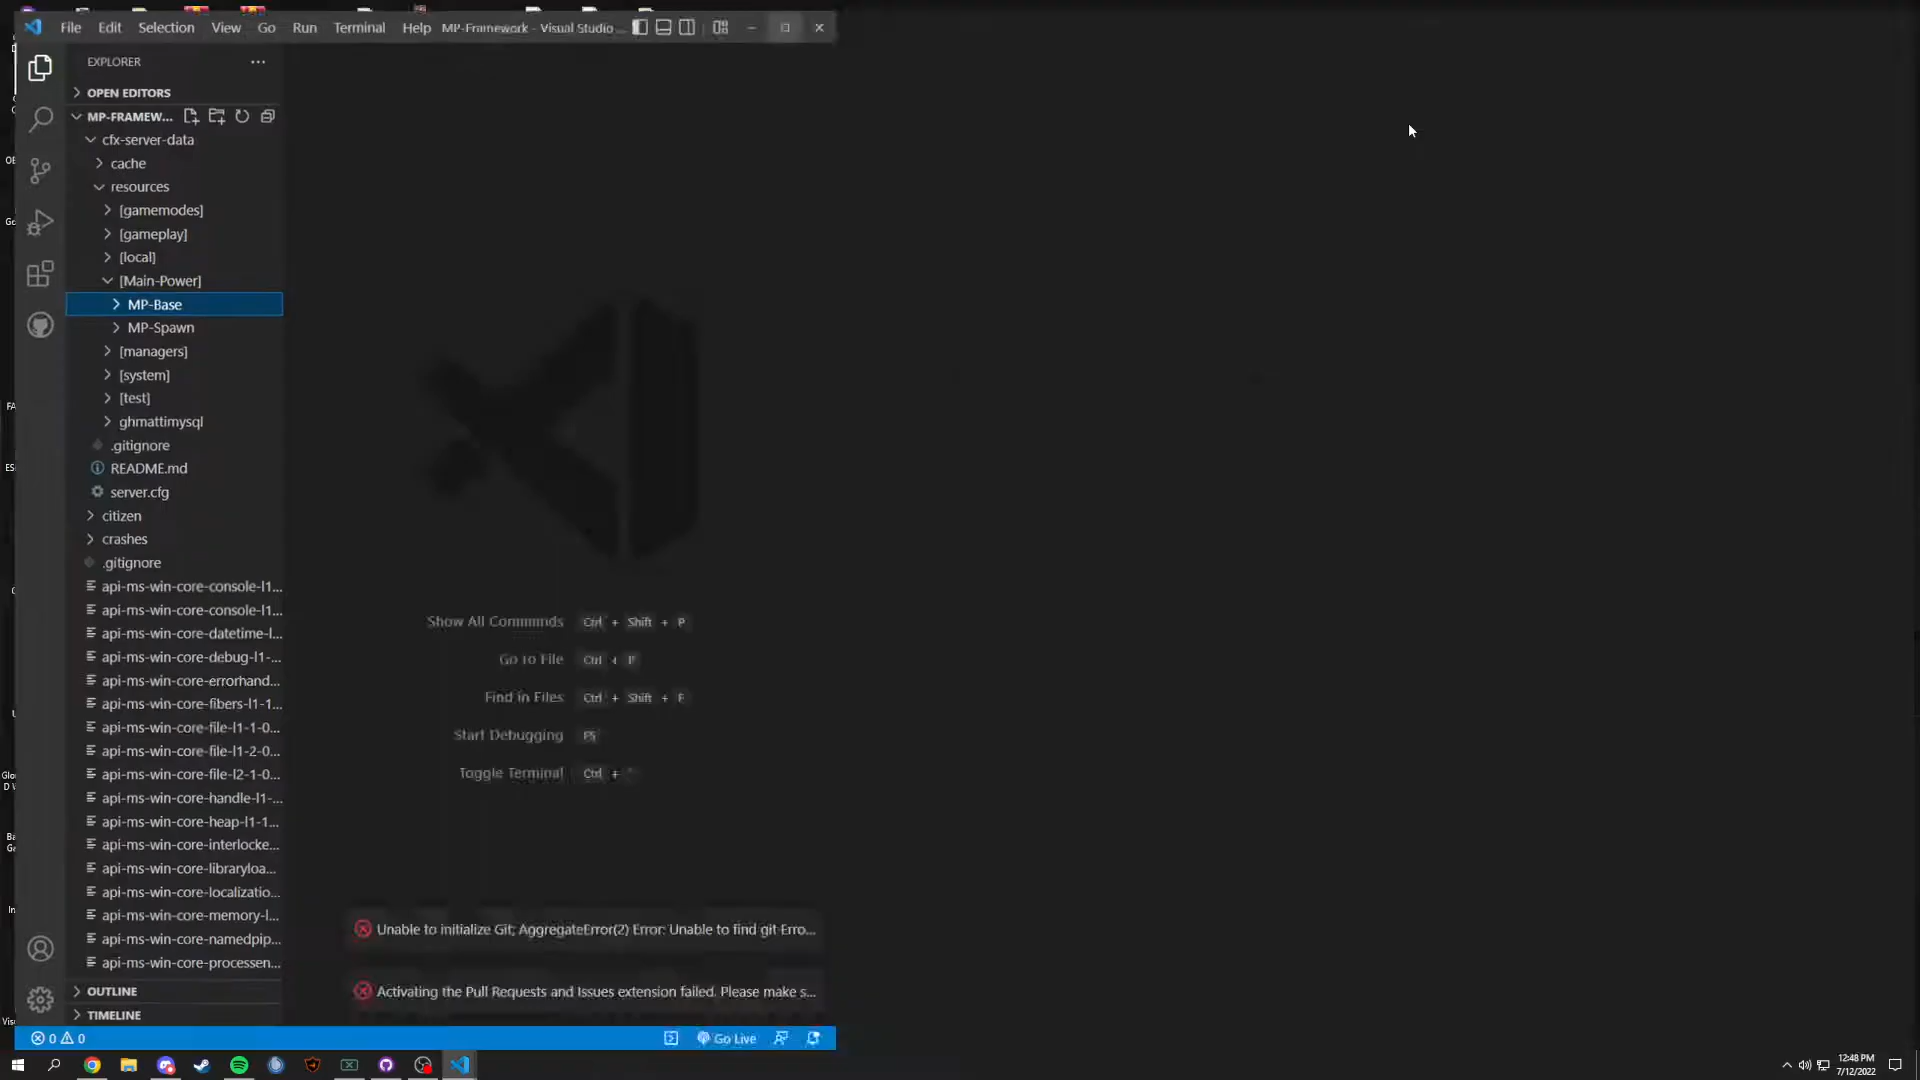 File Edit Selection View Go Run Terminal Help MP-Framework - Visual Studio ...
EXPLORER
OPEN EDITORS
MP-FRAMEW...
cfx-server-data
cache
resources
[gamemodes]
[gameplay]
[local]
[Main-Power]
MP-Base
MP-Spawn
[managers]
[system]
[test]
ghmattimysql
.gitignore
README.md
server.cfg
citizen
crashes
.gitignore
api-ms-win-core-console-l1...
api-ms-win-core-console-l1...
api-ms-win-core-datetime-l...
api-ms-win-core-debug-l1-...
api-ms-win-core-errorhand...
api-ms-win-core-fibers-l1-1...
api-ms-win-core-file-l1-1-0...
api-ms-win-core-file-l1-2-0...
api-ms-win-core-file-l2-1-0...
api-ms-win-core-handle-l1-...
api-ms-win-core-heap-l1-1...
api-ms-win-core-interlocke...
api-ms-win-core-libraryloa...
api-ms-win-core-localizatio...
api-ms-win-core-memory-l...
api-ms-win-core-namedpip...
api-ms-win-core-processen...
OUTLINE
TIMELINE
Show All Commands Ctrl + Shift + P
Go to File Ctrl + P
Find in Files Ctrl + Shift + F
Start Debugging F5
Toggle Terminal Ctrl + `
Unable to initialize Git; AggregateError(2) Error: Unable to find git Erro...
Activating the Pull Requests and Issues extension failed. Please make s...
0 0
Go Live
12:48 PM
7/12/2022